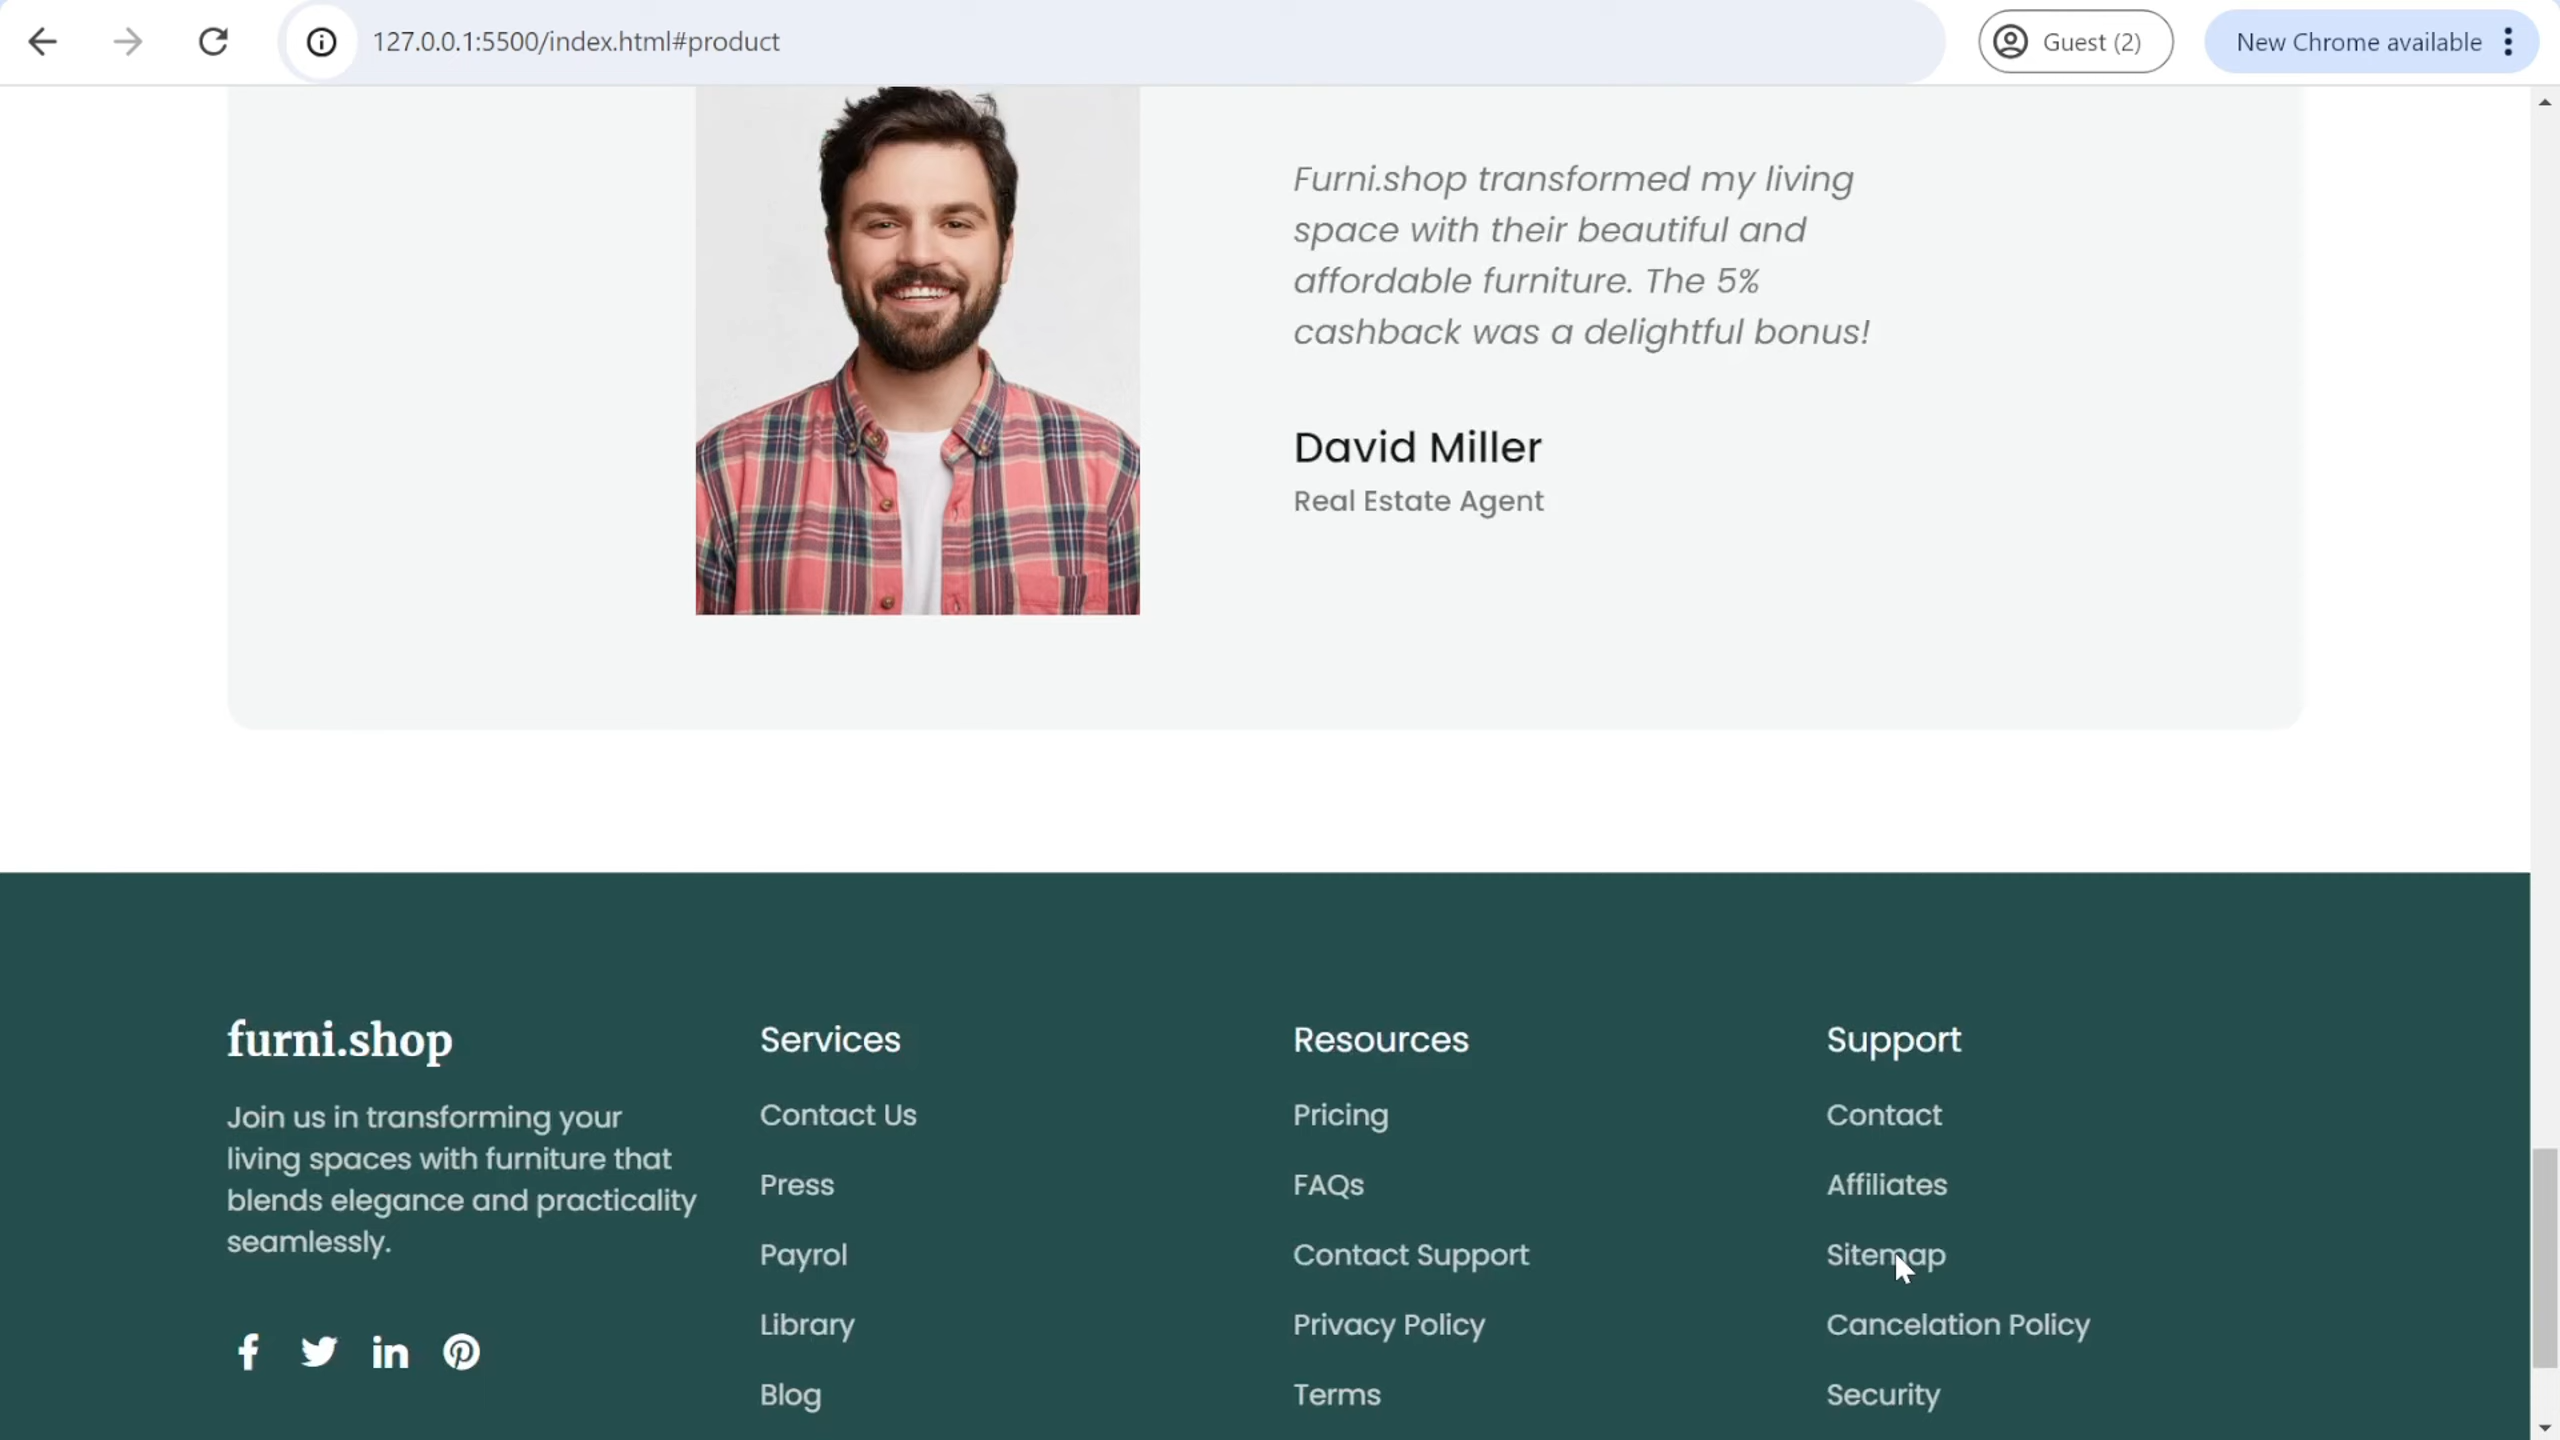 127.0.0.1:5500/index.html#product
Guest (2)
New Chrome available
Furni.shop transformed my living
space with their beautiful and
affordable furniture. The 5%
cashback was a delightful bonus!
David Miller
Real Estate Agent
furni.shop
Join us in transforming your
living spaces with furniture that
blends elegance and practicality
seamlessly.
Services
Contact Us
Press
Payrol
Library
Blog
Resources
Pricing
FAQs
Contact Support
Privacy Policy
Terms
Support
Contact
Affiliates
Sitemap
Cancelation Policy
Security